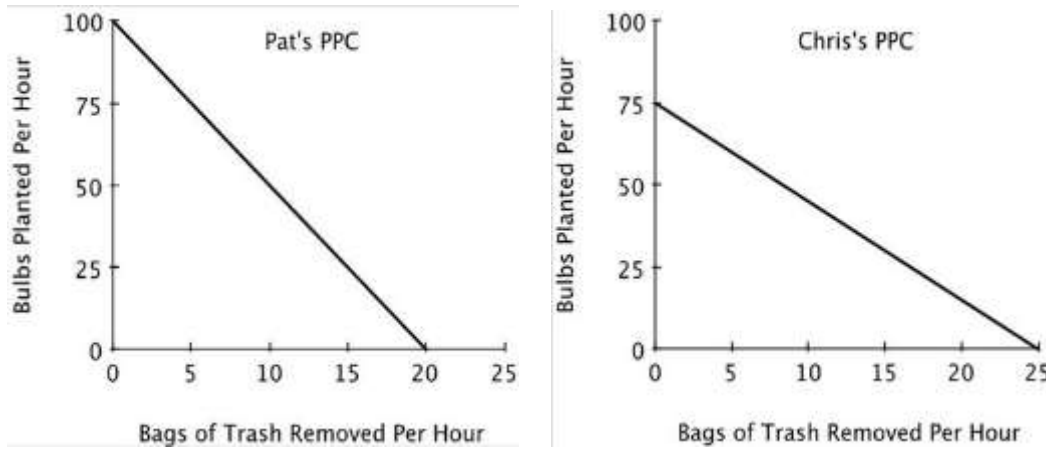 Pat's PPC
Bulbs Planted Per Hour
100
75
50
25
0
0 5 10 15 20 25
Bags of Trash Removed Per Hour
Chris's PPC
Bulbs Planted Per Hour
100
75
50
25
0
0 5 10 15 20 25
Bags of Trash Removed Per Hour